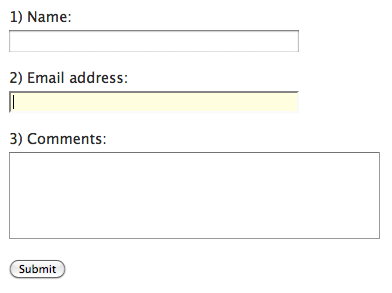 1) Name:
2) Email address:
3) Comments:
Submit